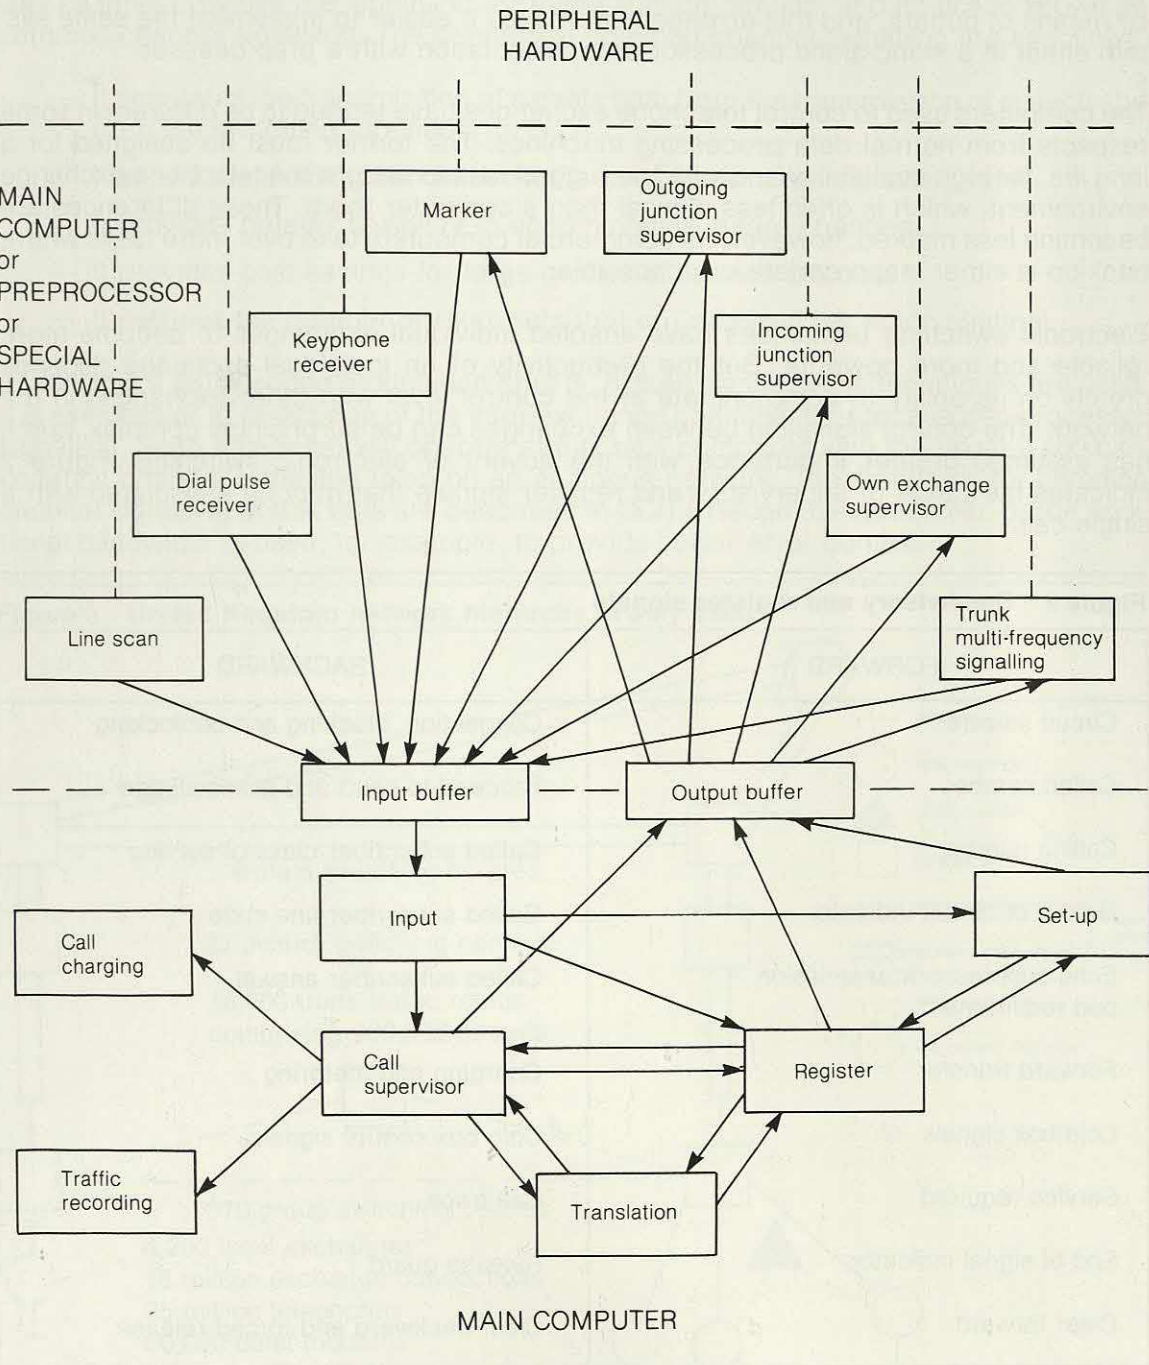 PERIPHERAL
HARDWARE
MAIN
COMPUTER
or
PREPROCESSOR
or
SPECIAL
HARDWARE
Marker
Outgoing
junction
supervisor
Keyphone
receiver
Incoming
junction
supervisor
Dial pulse
receiver
Own exchange
supervisor
Line scan
Trunk
multi-frequency
signalling
Input buffer
Output buffer
Input
Set-up
Call
charging
Call
supervisor
Register
Traffic
recording
Translation
MAIN COMPUTER